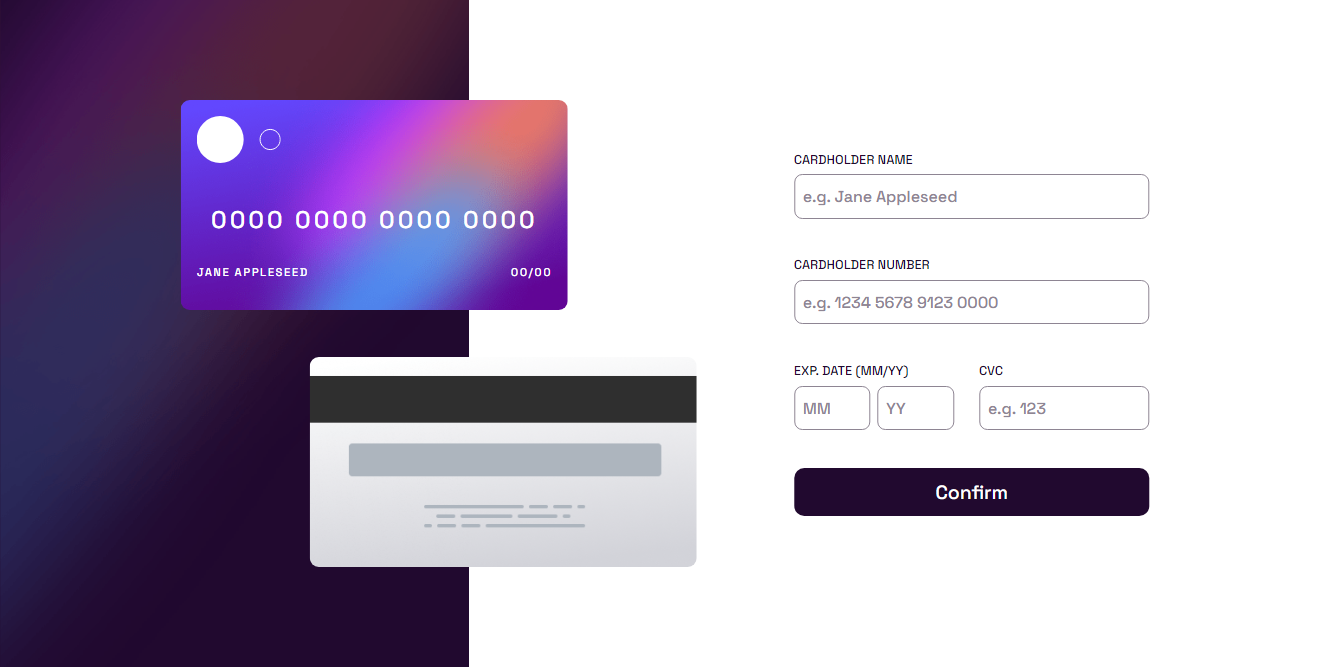 0000 0000 0000 0000
JANE APPLESEED 00/00
CARDHOLDER NAME
e.g. Jane Appleseed
CARDHOLDER NUMBER
e.g. 1234 5678 9123 0000
EXP. DATE (MM/YY) CVC
MM YY e.g. 123
Confirm